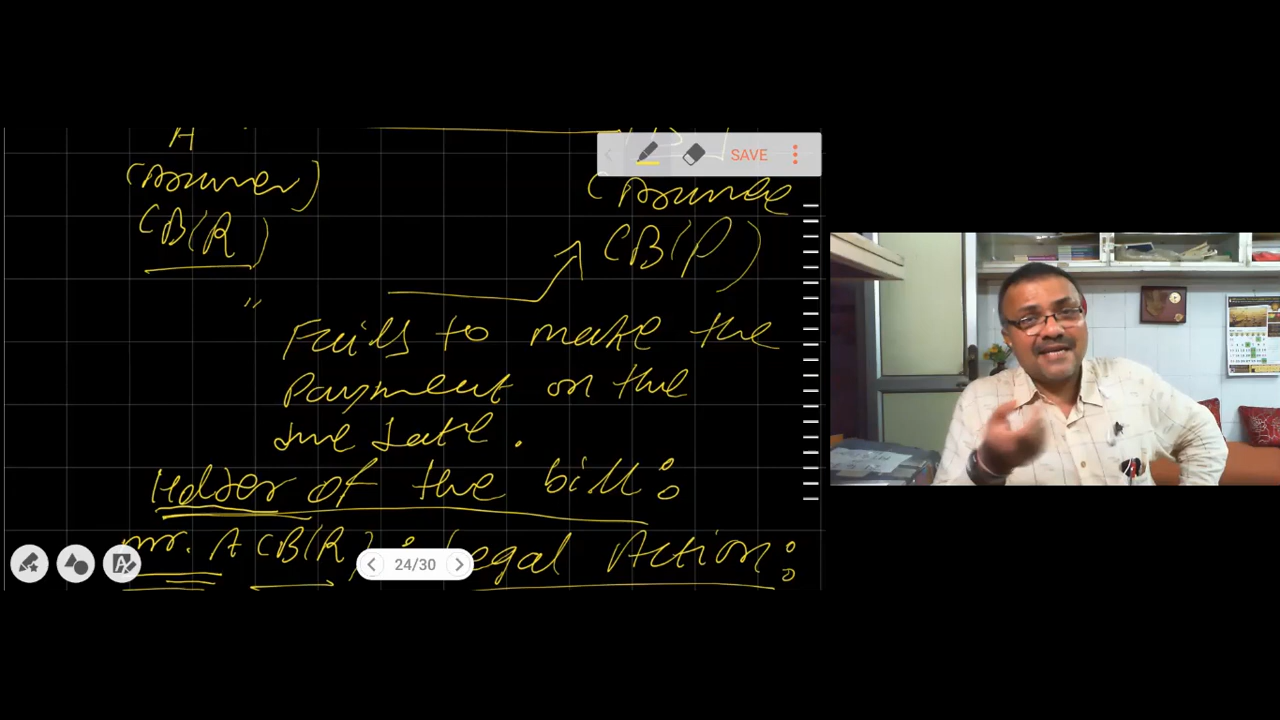 A
(Drawer)
(B/R)
SAVE
(Drawee
(B/P)
"
Fails to make the
payment on the
due date.
Holder of the bill:
Mr. A (B/R) : Legal Action:
24/30